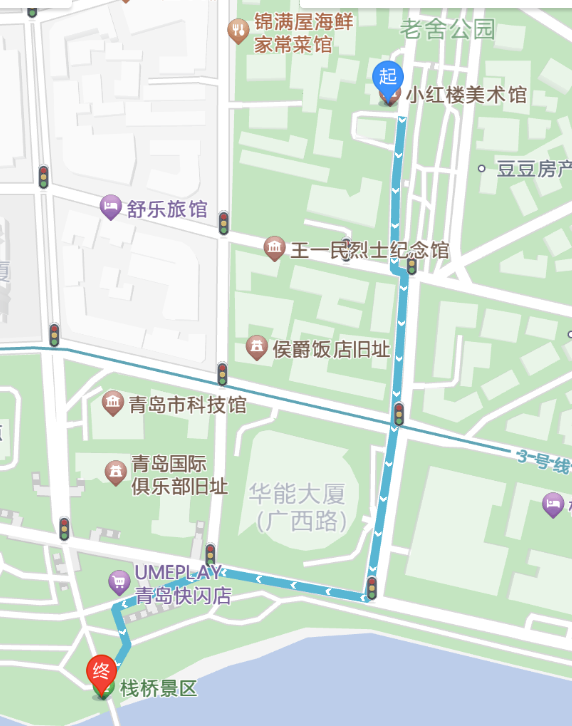 锦满屋海鲜
家常菜馆
老舍公园
起
小红楼美术馆
豆豆房产
舒乐旅馆
王一民烈士纪念馆
厦
侯爵饭店旧址
青岛市科技馆
3号线
青岛国际
俱乐部旧址
华能大厦
(广西路)
UMEPLAY
青岛快闪店
终
栈桥景区